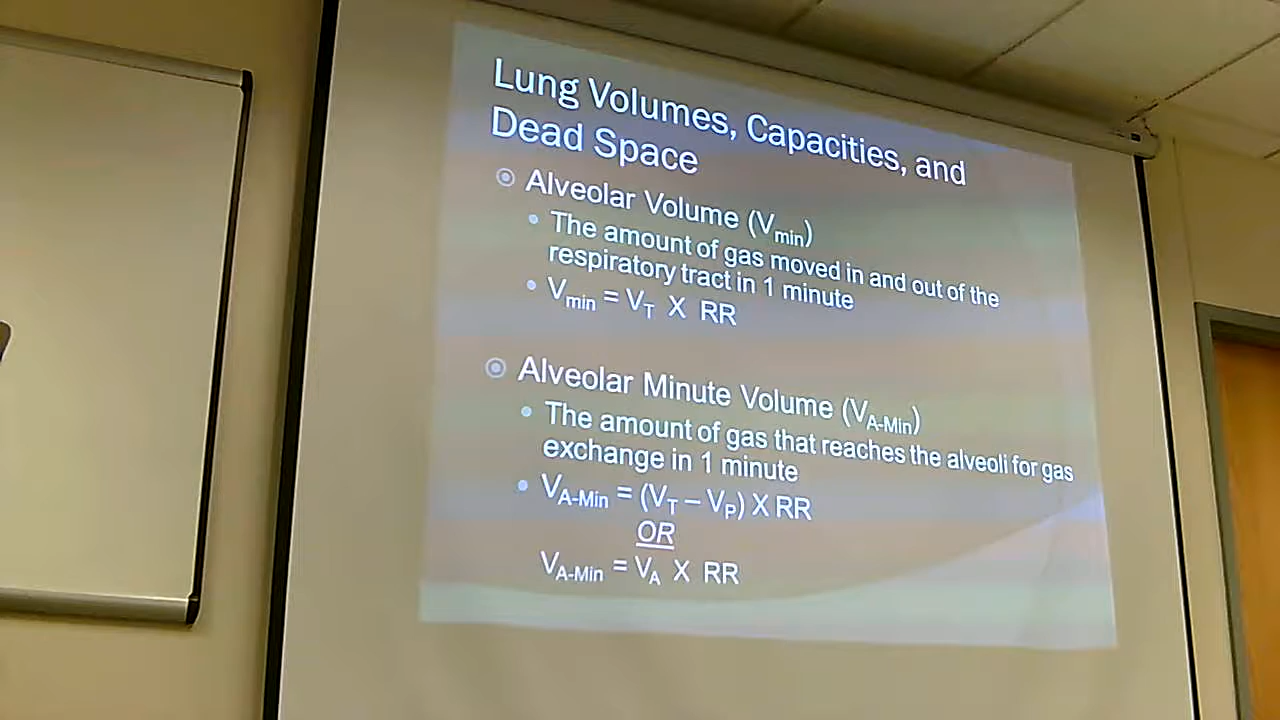 Lung Volumes, Capacities, and
Dead Space
Alveolar Volume (Vmin)
• The amount of gas moved in and out of the
respiratory tract in 1 minute
• Vmin = VT X RR
Alveolar Minute Volume (VA-Min)
• The amount of gas that reaches the alveoli for gas
exchange in 1 minute
• VA-Min = (VT – VP) X RR
OR
VA-Min = VA X RR